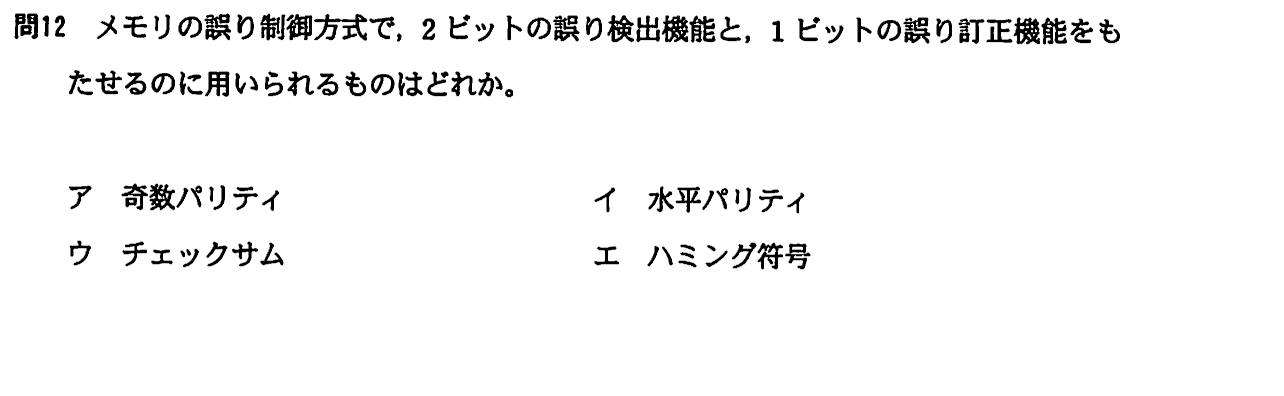 問12 メモリの誤り制御方式で，2 ビットの誤り検出機能と，1 ビットの誤り訂正機能をも
たせるのに用いられるものはどれか。
ア 奇数パリティ イ 水平パリティ
ウ チェックサム エ ハミング符号